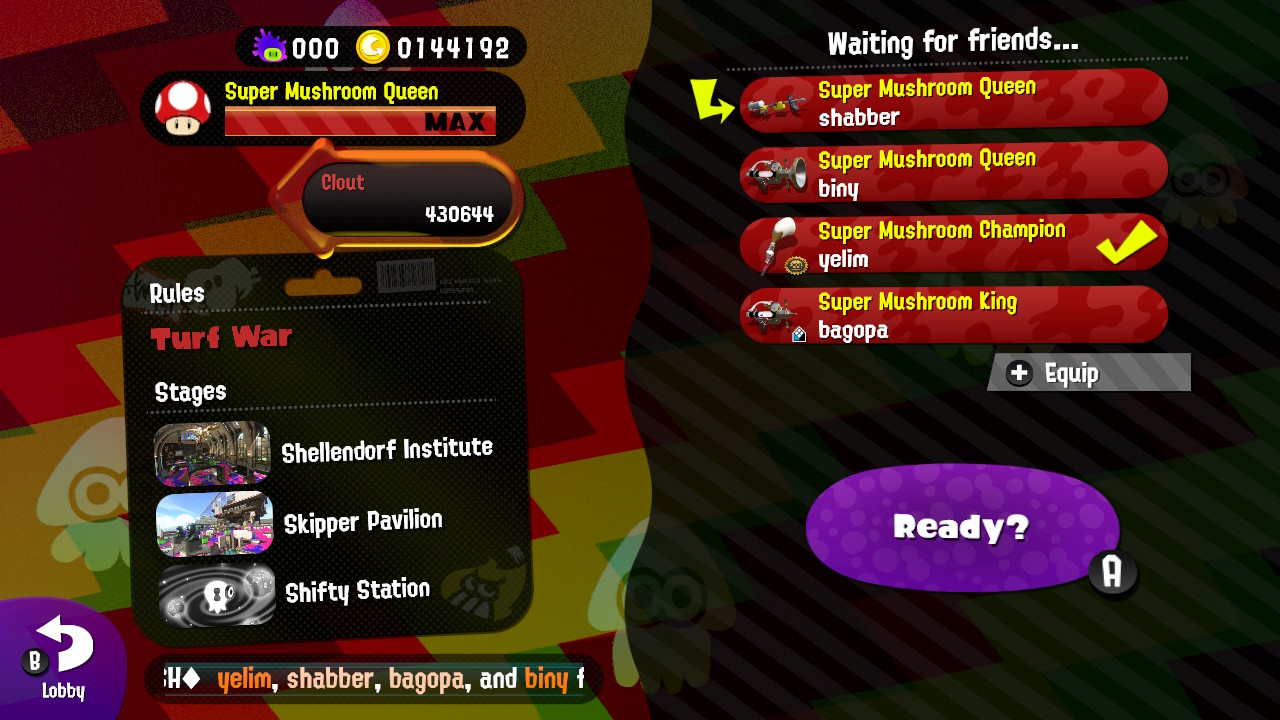 000 0144192
Super Mushroom Queen
MAX
Clout
430644
Rules
Turf War
Stages
Shellendorf Institute
Skipper Pavilion
Shifty Station
B
Lobby
H♦ yelim, shabber, bagopa, and biny f
Waiting for friends...
Super Mushroom Queen
shabber
Super Mushroom Queen
biny
Super Mushroom Champion
yelim
Super Mushroom King
bagopa
+ Equip
Ready?
A